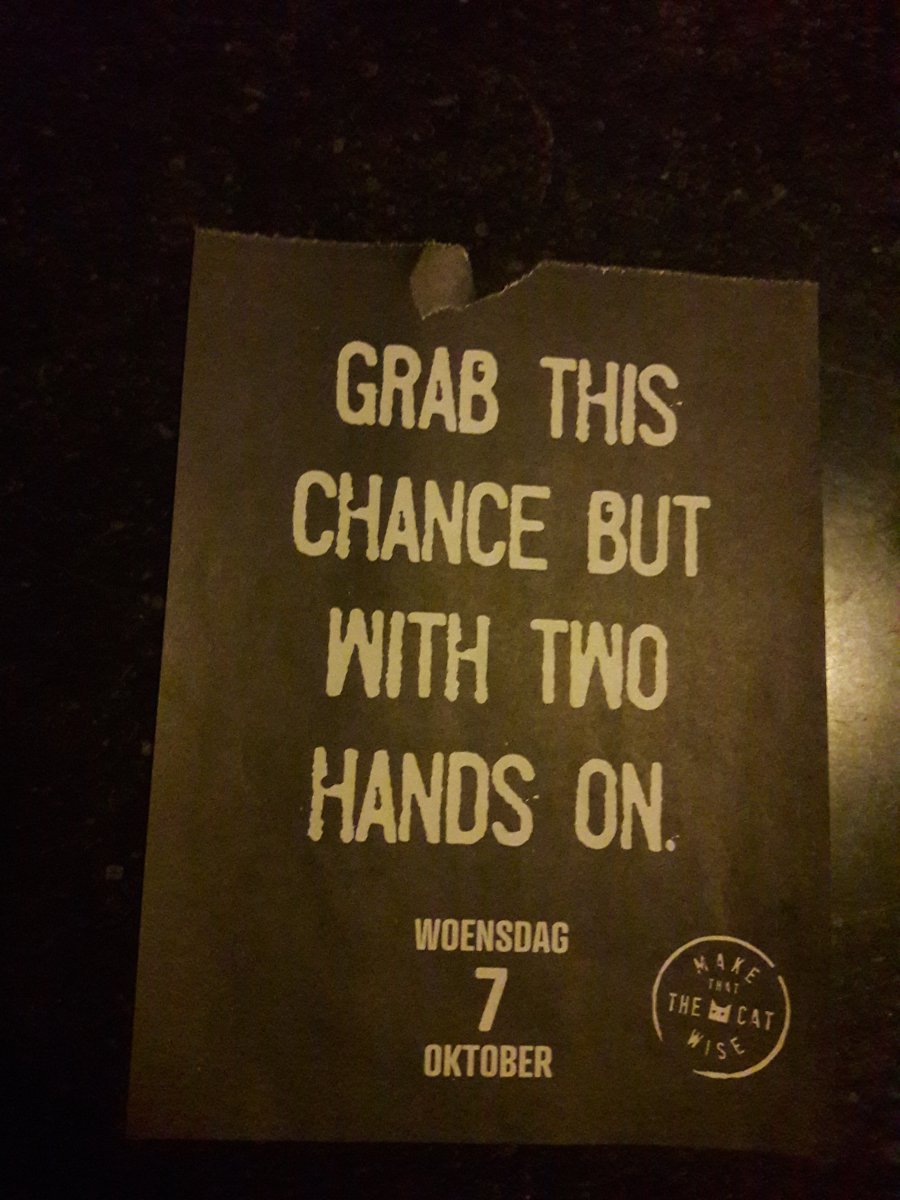 GRAB THIS
CHANCE BUT
WITH TWO
HANDS ON.
WOENSDAG
7
OKTOBER
MAKE
THAT
THE CAT
WISE